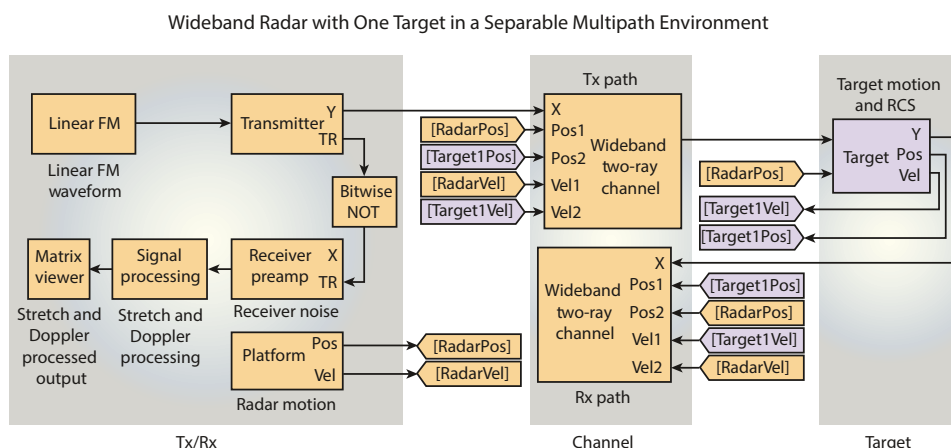 Wideband Radar with One Target in a Separable Multipath Environment
Linear FM
Linear FM
waveform
Transmitter
Y
TR
Bitwise
NOT
Matrix
viewer
Stretch and
Doppler
processed
output
Signal
processing
Stretch and
Doppler
processing
Receiver
preamp
X
TR
Receiver noise
Platform
Pos
Vel
Radar motion
[RadarPos]
[RadarVel]
Tx/Rx
Tx path
[RadarPos]
[Target1Pos]
[RadarVel]
[Target1Vel]
X
Pos1
Pos2
Vel1
Vel2
Wideband
two-ray
channel
Wideband
two-ray
channel
X
Pos1
Pos2
Vel1
Vel2
[Target1Pos]
[RadarPos]
[Target1Vel]
[RadarVel]
Rx path
Channel
Target motion
and RCS
[RadarPos]
Target
Y
Pos
Vel
[Target1Vel]
[Target1Pos]
Target